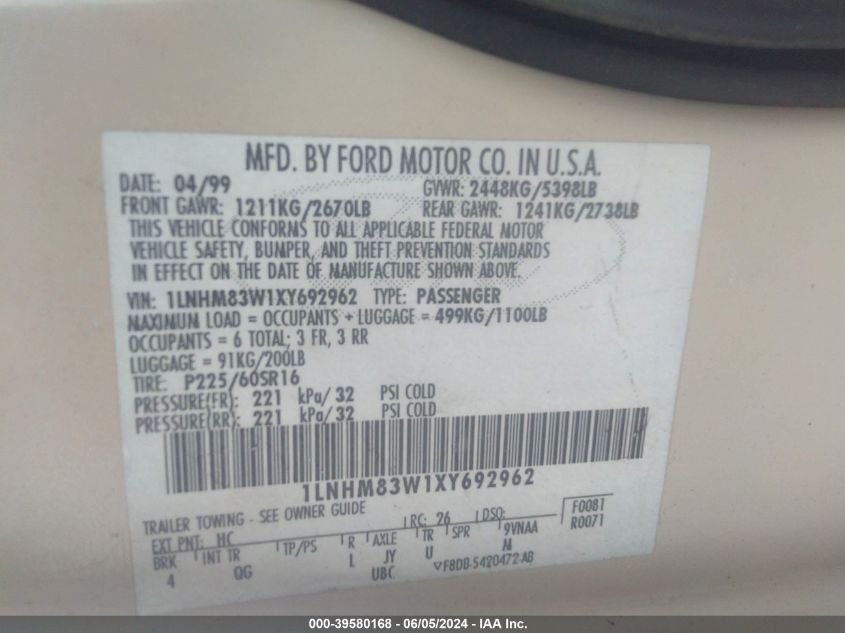 MFD. BY FORD MOTOR CO. IN U.S.A.
DATE: 04/99 GVWR: 2448KG/5398LB
FRONT GAWR: 1211KG/2670LB REAR GAWR: 1241KG/2738LB
THIS VEHICLE CONFORMS TO ALL APPLICABLE FEDERAL MOTOR
VEHICLE SAFETY, BUMPER, AND THEFT PREVENTION STANDARDS
IN EFFECT ON THE DATE OF MANUFACTURE SHOWN ABOVE.
VIN: 1LNHM83W1XY692962 TYPE: PASSENGER
MAXIMUM LOAD = OCCUPANTS + LUGGAGE = 499KG/1100LB
OCCUPANTS = 6 TOTAL; 3 FR, 3 RR
LUGGAGE = 91KG/200LB
TIRE: P225/60SR16
PRESSURE(FR): 221 kPa/ 32 PSI COLD
PRESSURE(RR): 221 kPa/ 32 PSI COLD
1LNHM83W1XY692962
TRAILER TOWING - SEE OWNER GUIDE
EXT PNT: HC RC: 26 DSO: F0081
BRK INT TR TP/PS R AXLE TR SPR 9VNAA R0071
4 QG L JY U M
UBC VF8DB-5420472-AB
000-39580168 - 06/05/2024 - IAA Inc.